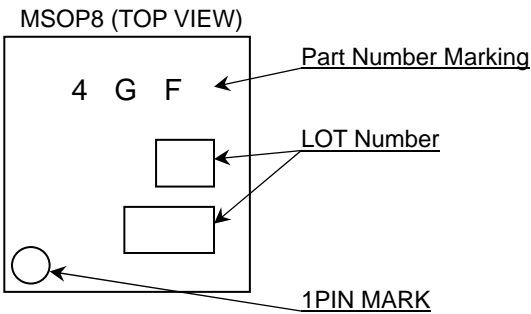 MSOP8 (TOP VIEW)
Part Number Marking
4 G F
LOT Number
1PIN MARK